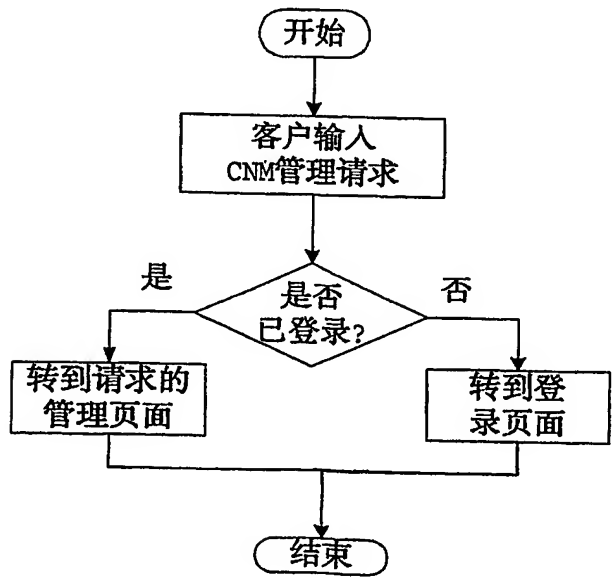 开始
客户输入
CNM管理请求
是
否
是否
已登录?
转到请求的
管理页面
转到登
录页面
结束